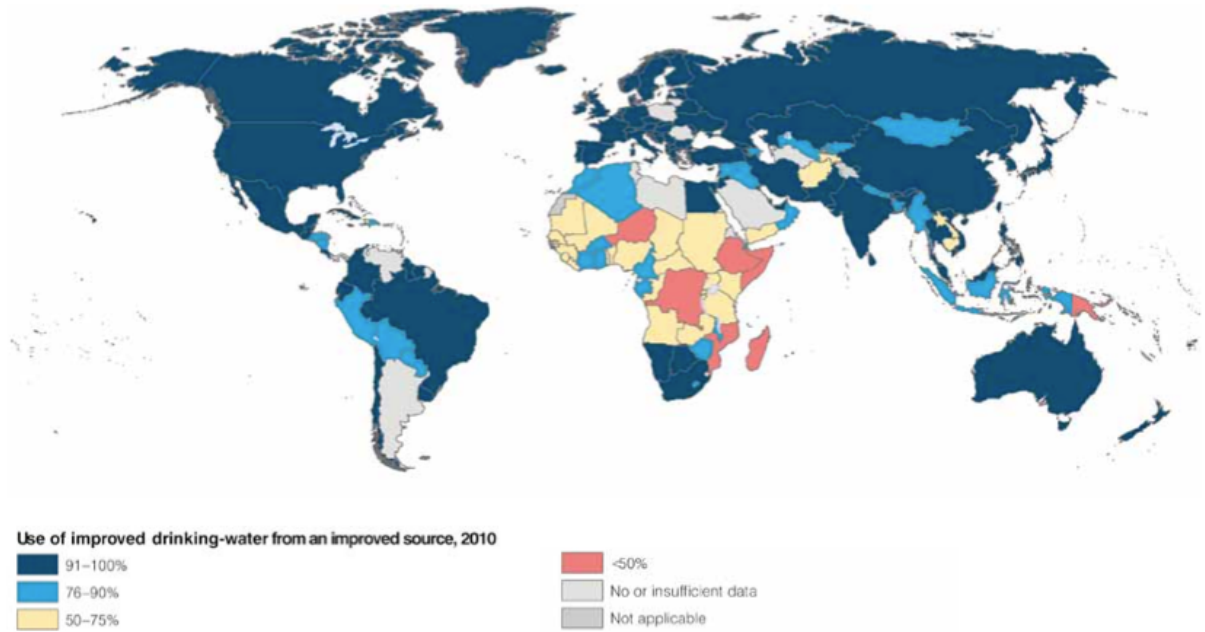 Use of improved drinking-water from an improved source, 2010
91–100%
76–90%
50–75%
<50%
No or insufficient data
Not applicable